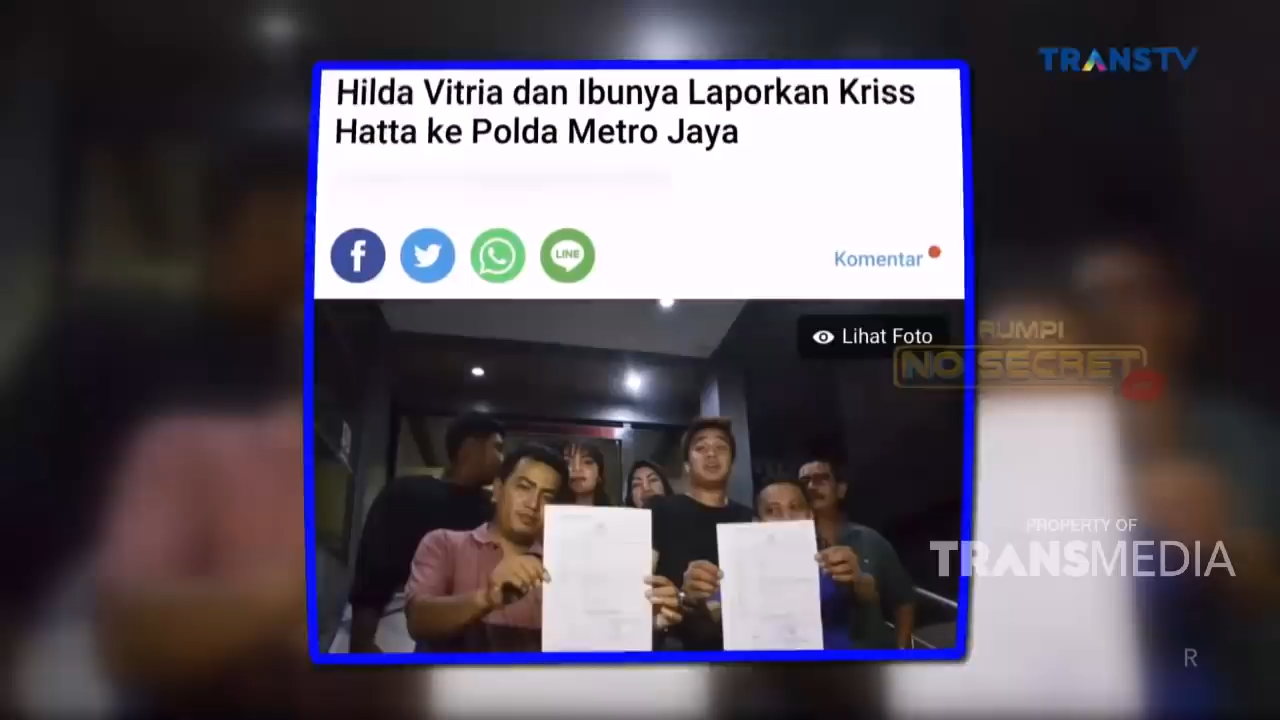 TRANSTV
Hilda Vitria dan Ibunya Laporkan Kriss
Hatta ke Polda Metro Jaya
LINE
Komentar
Lihat Foto
RUMPI
NO SECRET
PROPERTY OF
TRANSMEDIA
R